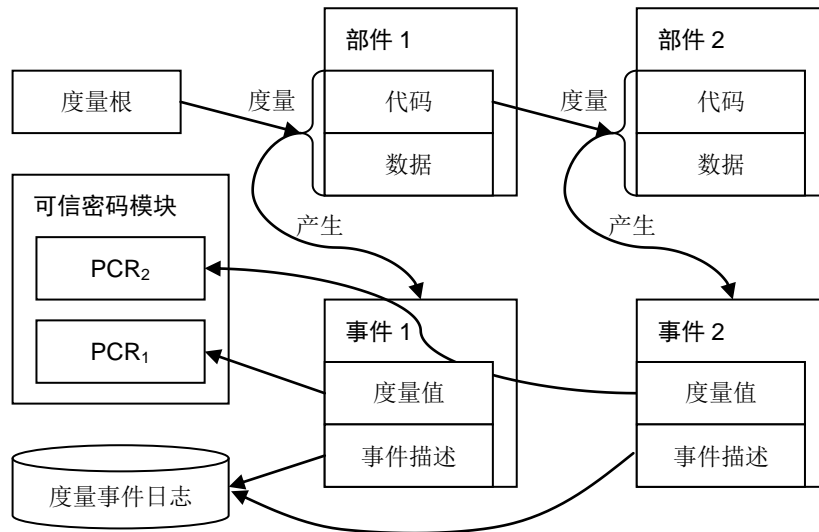 部件 1
部件 2
度量根
度量
代码
度量
代码
数据
数据
可信密码模块
产生
产生
PCR₂
事件 1
事件 2
PCR₁
度量值
度量值
事件描述
事件描述
度量事件日志